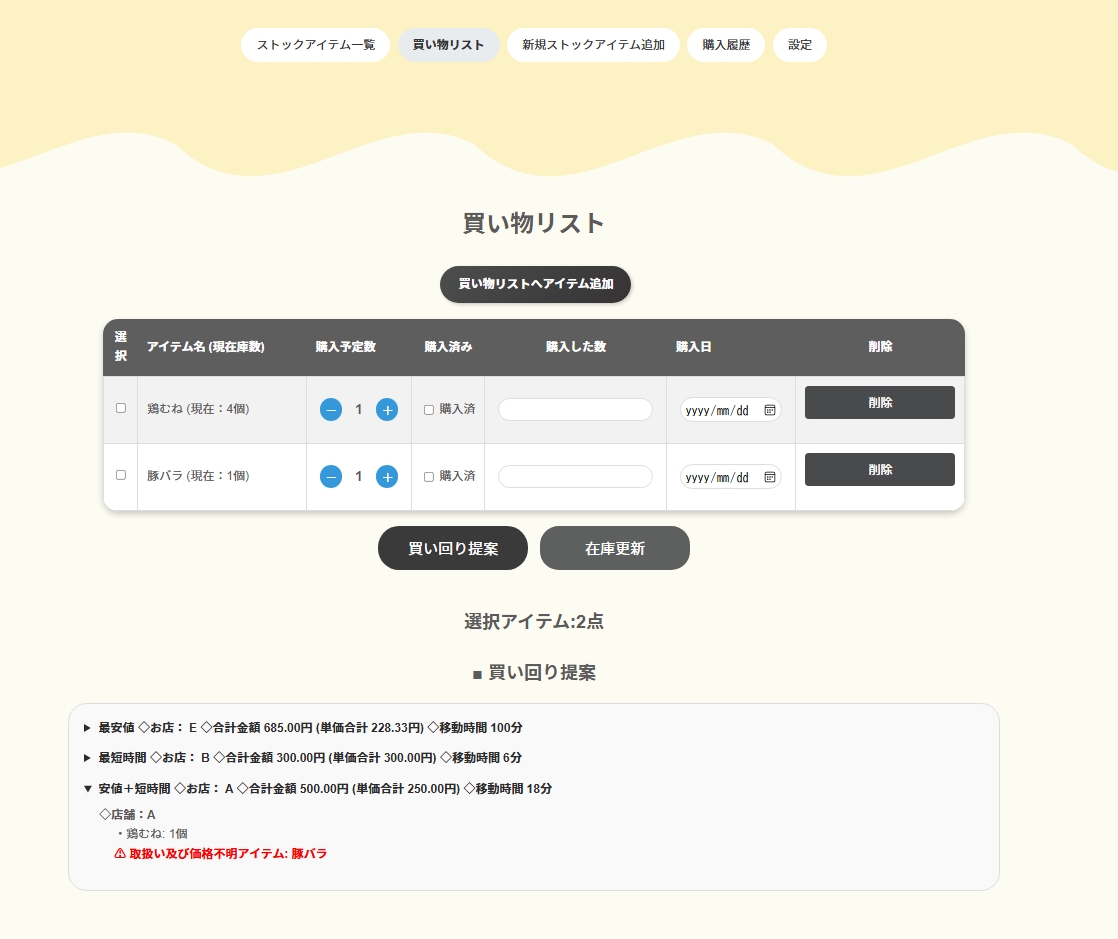 ストックアイテム一覧 買い物リスト 新規ストックアイテム追加 購入履歴 設定
買い物リスト
買い物リストへアイテム追加
選択 アイテム名 (現在庫数) 購入予定数 購入済み 購入した数 購入日 削除
鶏むね (現在：4個) − 1 + 購入済 yyyy/mm/dd 削除
豚バラ (現在：1個) − 1 + 購入済 yyyy/mm/dd 削除
買い回り提案 在庫更新
選択アイテム:2点
■ 買い回り提案
▶ 最安値 ◇お店： E ◇合計金額 685.00円 (単価合計 228.33円) ◇移動時間 100分
▶ 最短時間 ◇お店： B ◇合計金額 300.00円 (単価合計 300.00円) ◇移動時間 6分
▼ 安値＋短時間 ◇お店： A ◇合計金額 500.00円 (単価合計 250.00円) ◇移動時間 18分
◇店舗：A
・鶏むね: 1個
⚠ 取扱い及び価格不明アイテム: 豚バラ